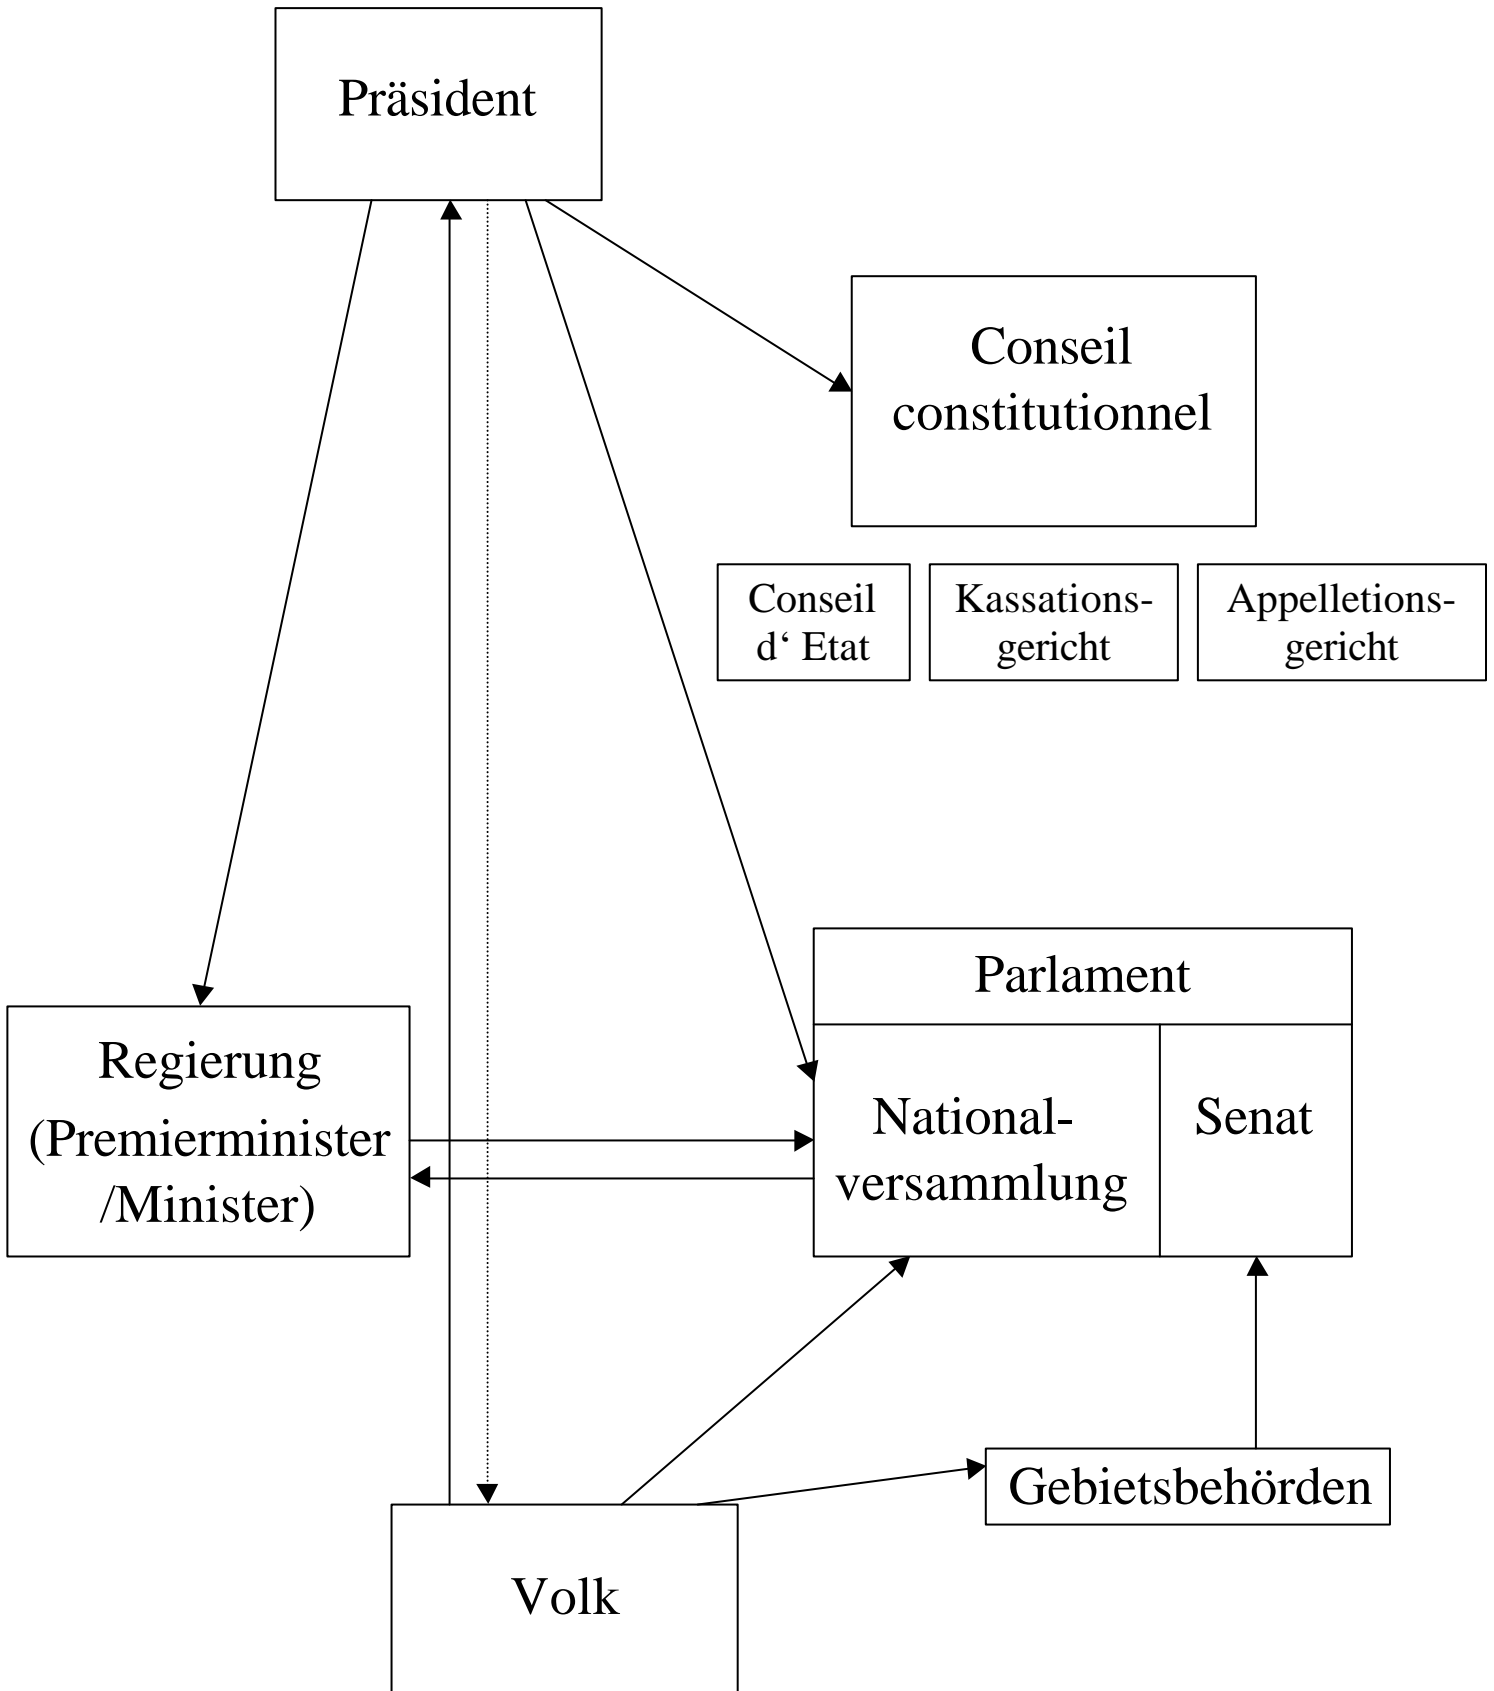 Präsident
Conseil
constitutionnel
Conseil
d‘ Etat
Kassations-
gericht
Appelletions-
gericht
Parlament
Regierung
(Premierminister
/Minister)
National-
versammlung
Senat
Gebietsbehörden
Volk